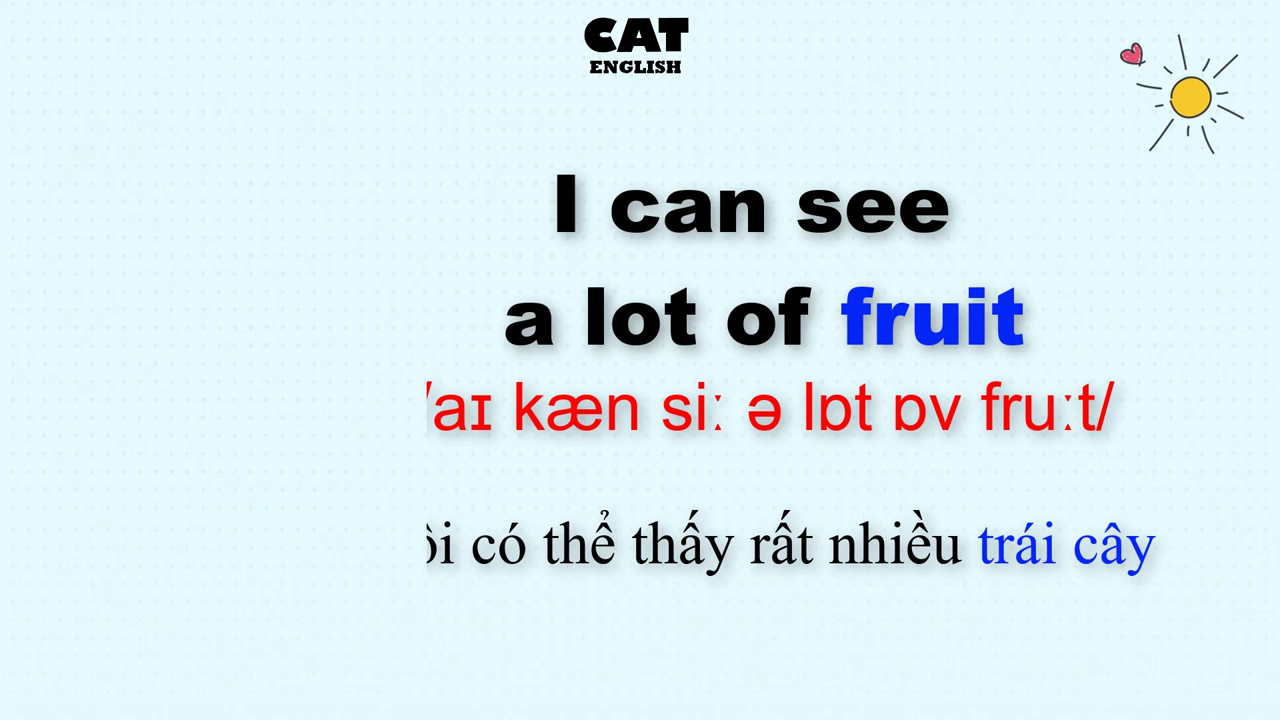 CAT
ENGLISH
I can see
a lot of fruit
/aɪ kæn siː ə lɒt ɒv fruːt/
có thể thấy rất nhiều trái cây